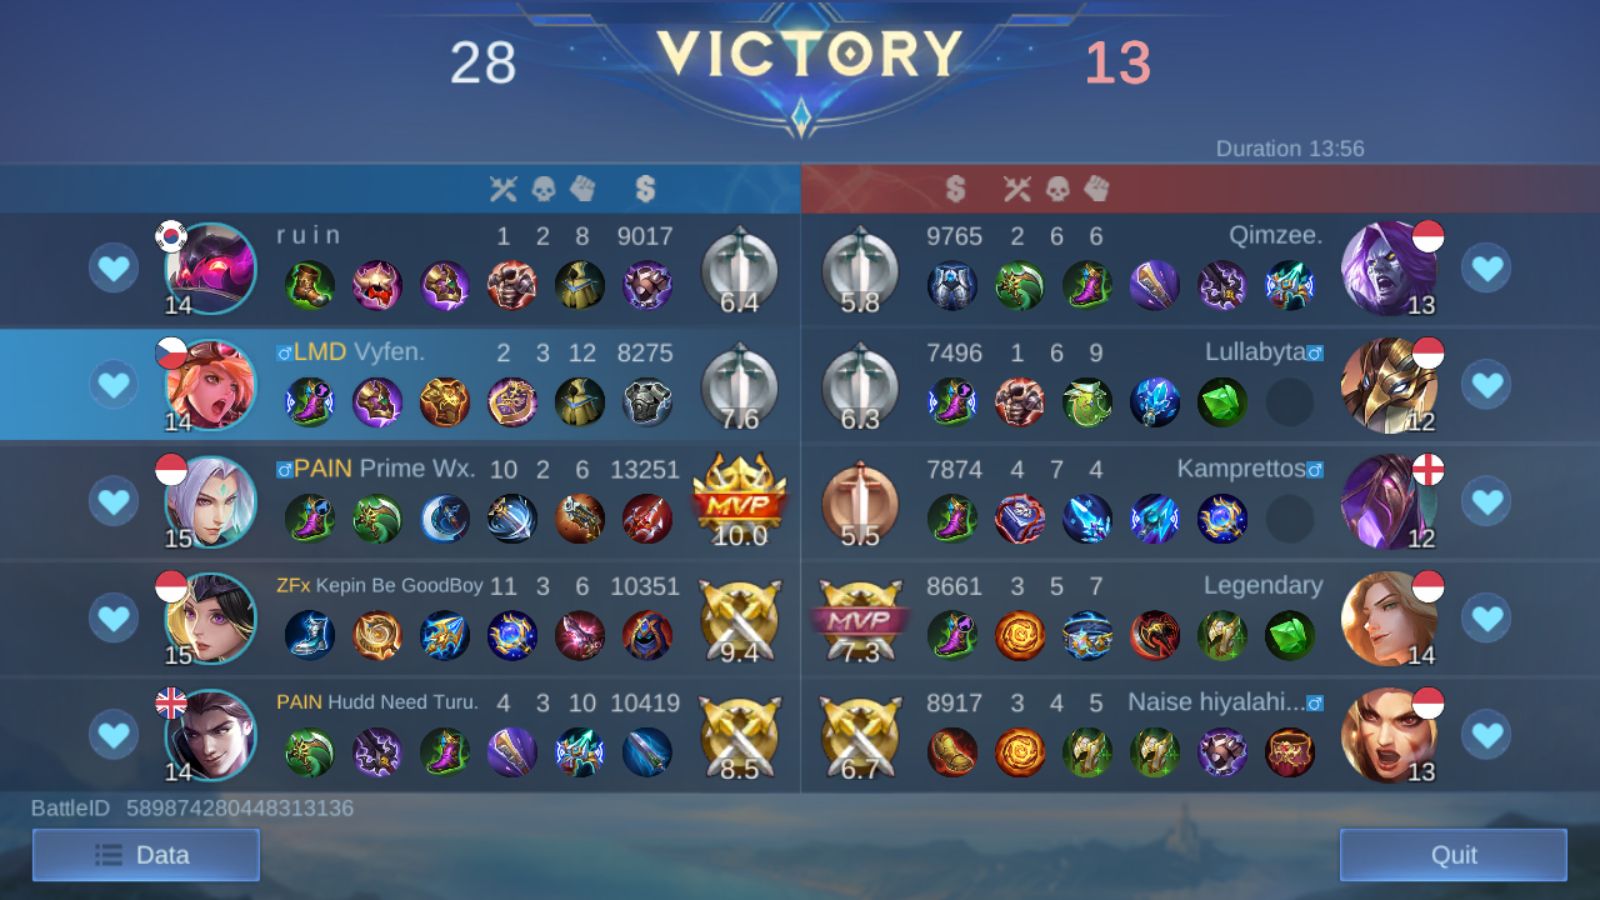 28 VICTORY 13
Duration 13:56
r u i n 1 2 8 9017
14 6.4
5.8 9765 2 6 6 Qimzee.
13
LMD Vyfen. 2 3 12 8275
14 7.6
6.3 7496 1 6 9 Lullabyta
12
PAIN Prime Wx. 10 2 6 13251
15 MVP 10.0
5.5 7874 4 7 4 Kamprettos
12
ZFx Kepin Be GoodBoy 11 3 6 10351
15 9.4
MVP 7.3 8661 3 5 7 Legendary
14
PAIN Hudd Need Turu. 4 3 10 10419
14 8.5
6.7 8917 3 4 5 Naise hiyalahi...
13
BattleID 589874280448313136
Data Quit